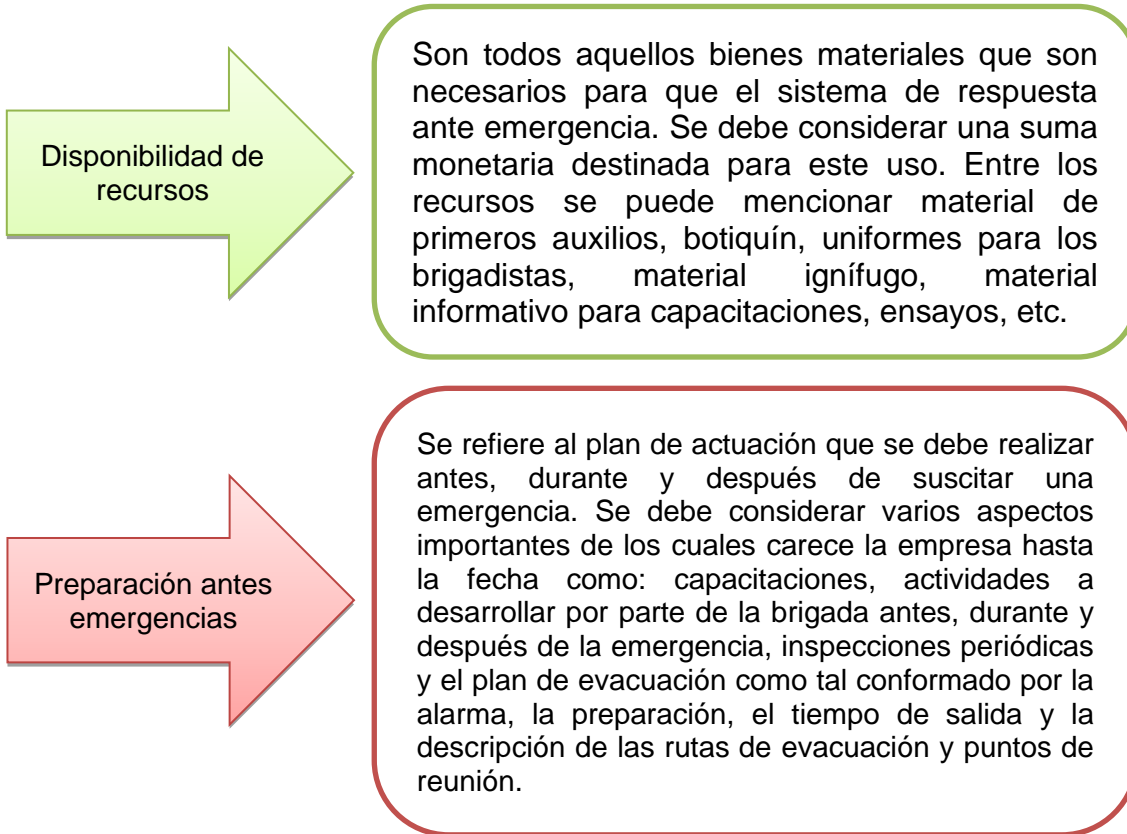 Disponibilidad de
recursos
Son todos aquellos bienes materiales que son
necesarios para que el sistema de respuesta
ante emergencia. Se debe considerar una suma
monetaria destinada para este uso. Entre los
recursos se puede mencionar material de
primeros auxilios, botiquín, uniformes para los
brigadistas, material ignífugo, material
informativo para capacitaciones, ensayos, etc.
Preparación antes
emergencias
Se refiere al plan de actuación que se debe realizar
antes, durante y después de suscitar una
emergencia. Se debe considerar varios aspectos
importantes de los cuales carece la empresa hasta
la fecha como: capacitaciones, actividades a
desarrollar por parte de la brigada antes, durante y
después de la emergencia, inspecciones periódicas
y el plan de evacuación como tal conformado por la
alarma, la preparación, el tiempo de salida y la
descripción de las rutas de evacuación y puntos de
reunión.